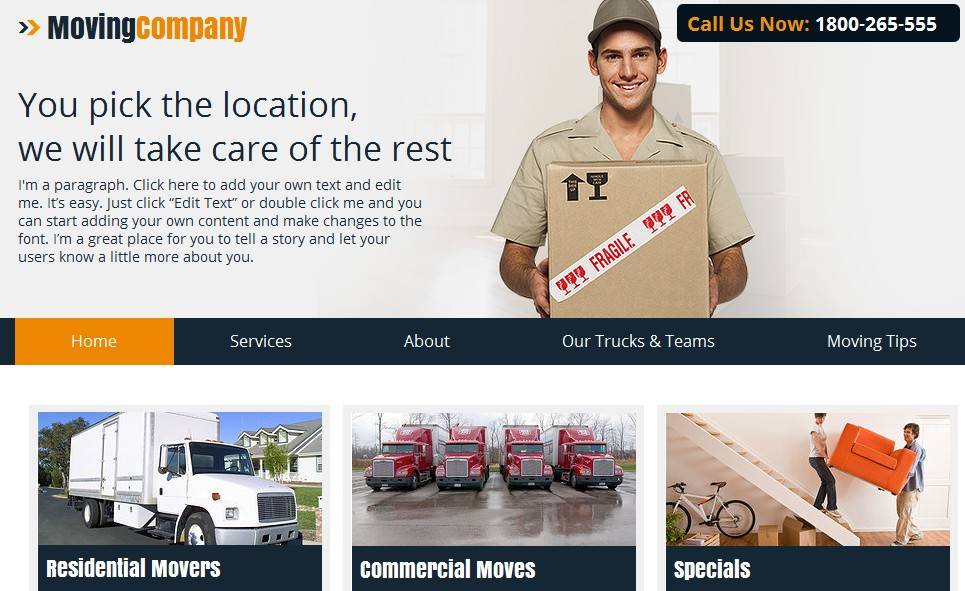 MovingCompany
Call Us Now: 1800-265-555
You pick the location,
we will take care of the rest
I'm a paragraph. Click here to add your own text and edit
me. It’s easy. Just click “Edit Text” or double click me and you
can start adding your own content and make changes to the
font. I’m a great place for you to tell a story and let your
users know a little more about you.
FRAGILE
FR
Home
Services
About
Our Trucks & Teams
Moving Tips
Residential Movers
Commercial Moves
Specials